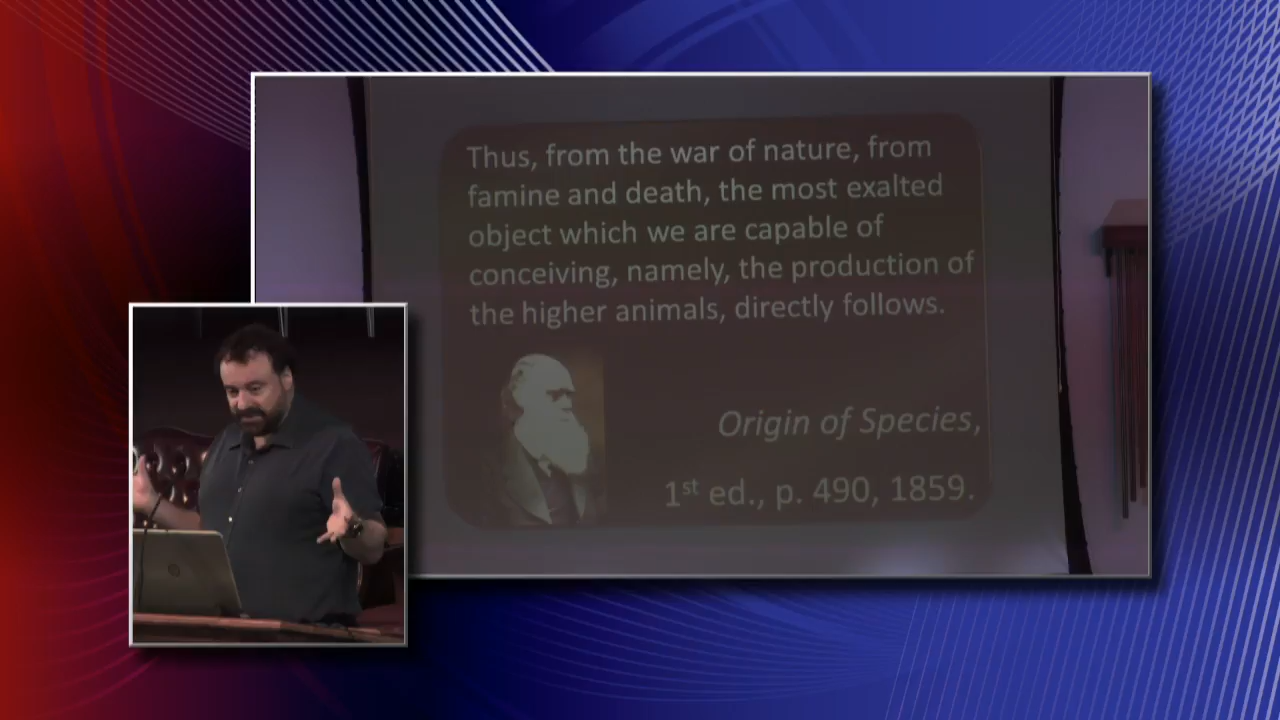 Thus, from the war of nature, from
famine and death, the most exalted
object which we are capable of
conceiving, namely, the production of
the higher animals, directly follows.
Origin of Species,
1st ed., p. 490, 1859.